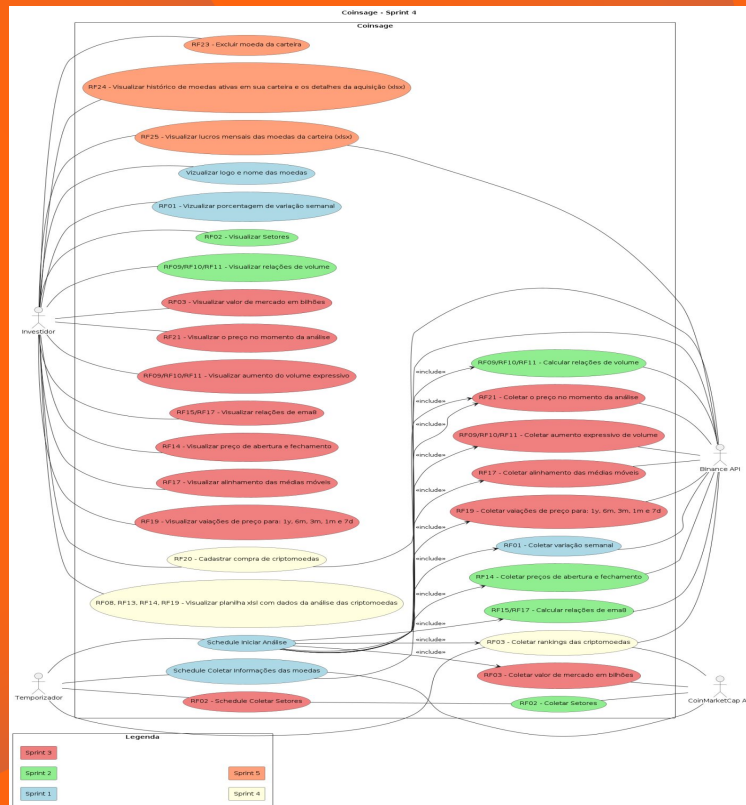 Coinsage - Sprint 4
Coinsage
RF23 - Excluir moeda da carteira
RF24 - Visualizar histórico de moedas ativas em sua carteira e os detalhes da aquisição (xlsx)
RF25 - Visualizar lucros mensais das moedas da carteira (xlsx)
Vizualizar logo e nome das moedas
RF01 - Vizualizar porcentagem de variação semanal
RF02 - Visualizar Setores
RF09/RF10/RF11 - Visualizar relações de volume
RF03 - Visualizar valor de mercado em bilhões
Investidor
RF21 - Visualizar o preço no momento da análise
RF09/RF10/RF11 - Visualizar aumento do volume expressivo
RF15/RF17 - Visualizar relações de ema8
RF14 - Visualizar preço de abertura e fechamento
RF17 - Visualizar alinhamento das médias móveis
RF19 - Visualizar vaiações de preço para: 1y, 6m, 3m, 1m e 7d
RF20 - Cadastrar compra de criptomoedas
RF08, RF13, RF14, RF19 - Visualizar planilha xlsl com dados da análise das criptomoedas
Schedule Iniciar Análise
Schedule Coletar Informações das moedas
RF02 - Schedule Coletar Setores
Temporizador
RF09/RF10/RF11 - Calcular relações de volume
«include»
RF21 - Coletar o preço no momento da análise
«include»
«include»
RF09/RF10/RF11 - Coletar aumento expressivo de volume
«include»
RF17 - Coletar alinhamento das médias móveis
Binance API
«include»
RF19 - Coletar vaiações de preço para: 1y, 6m, 3m, 1m e 7d
«include»
RF01 - Coletar variação semanal
«include»
RF14 - Coletar preços de abertura e fechamento
«include»
RF15/RF17 - Calcular relações de ema8
«include»
RF03 - Coletar rankings das criptomoedas
«include»
RF03 - Coletar valor de mercado em bilhões
RF02 - Coletar Setores
CoinMarketCap A
Legenda
Sprint 3
Sprint 2
Sprint 5
Sprint 1
Sprint 4